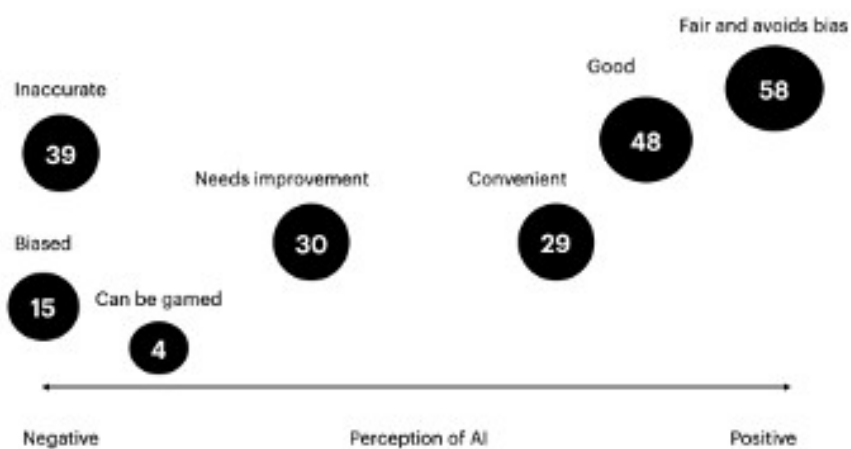 Fair and avoids bias
58
Good
48
Inaccurate
39
Needs improvement
30
Convenient
29
Biased
15
Can be gamed
4
Negative
Perception of AI
Positive